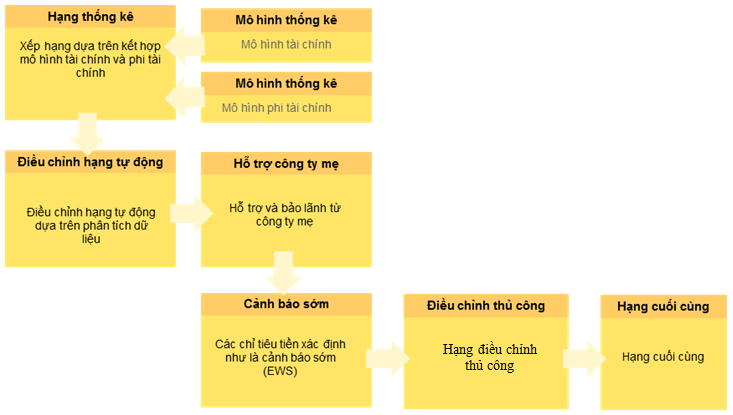 Hạng thống kê
Xếp hạng dựa trên kết hợp
mô hình tài chính và phi tài
chính
Mô hình thống kê
Mô hình tài chính
Mô hình thống kê
Mô hình phi tài chính
Điều chỉnh hạng tự động
Điều chỉnh hạng tự động
dựa trên phân tích dữ
liệu
Hỗ trợ công ty mẹ
Hỗ trợ và bảo lãnh từ
công ty mẹ
Cảnh báo sớm
Các chỉ tiêu tiền xác định
như là cảnh báo sớm
(EWS)
Điều chỉnh thủ công
Hạng điều chỉnh
thủ công
Hạng cuối cùng
Hạng cuối cùng